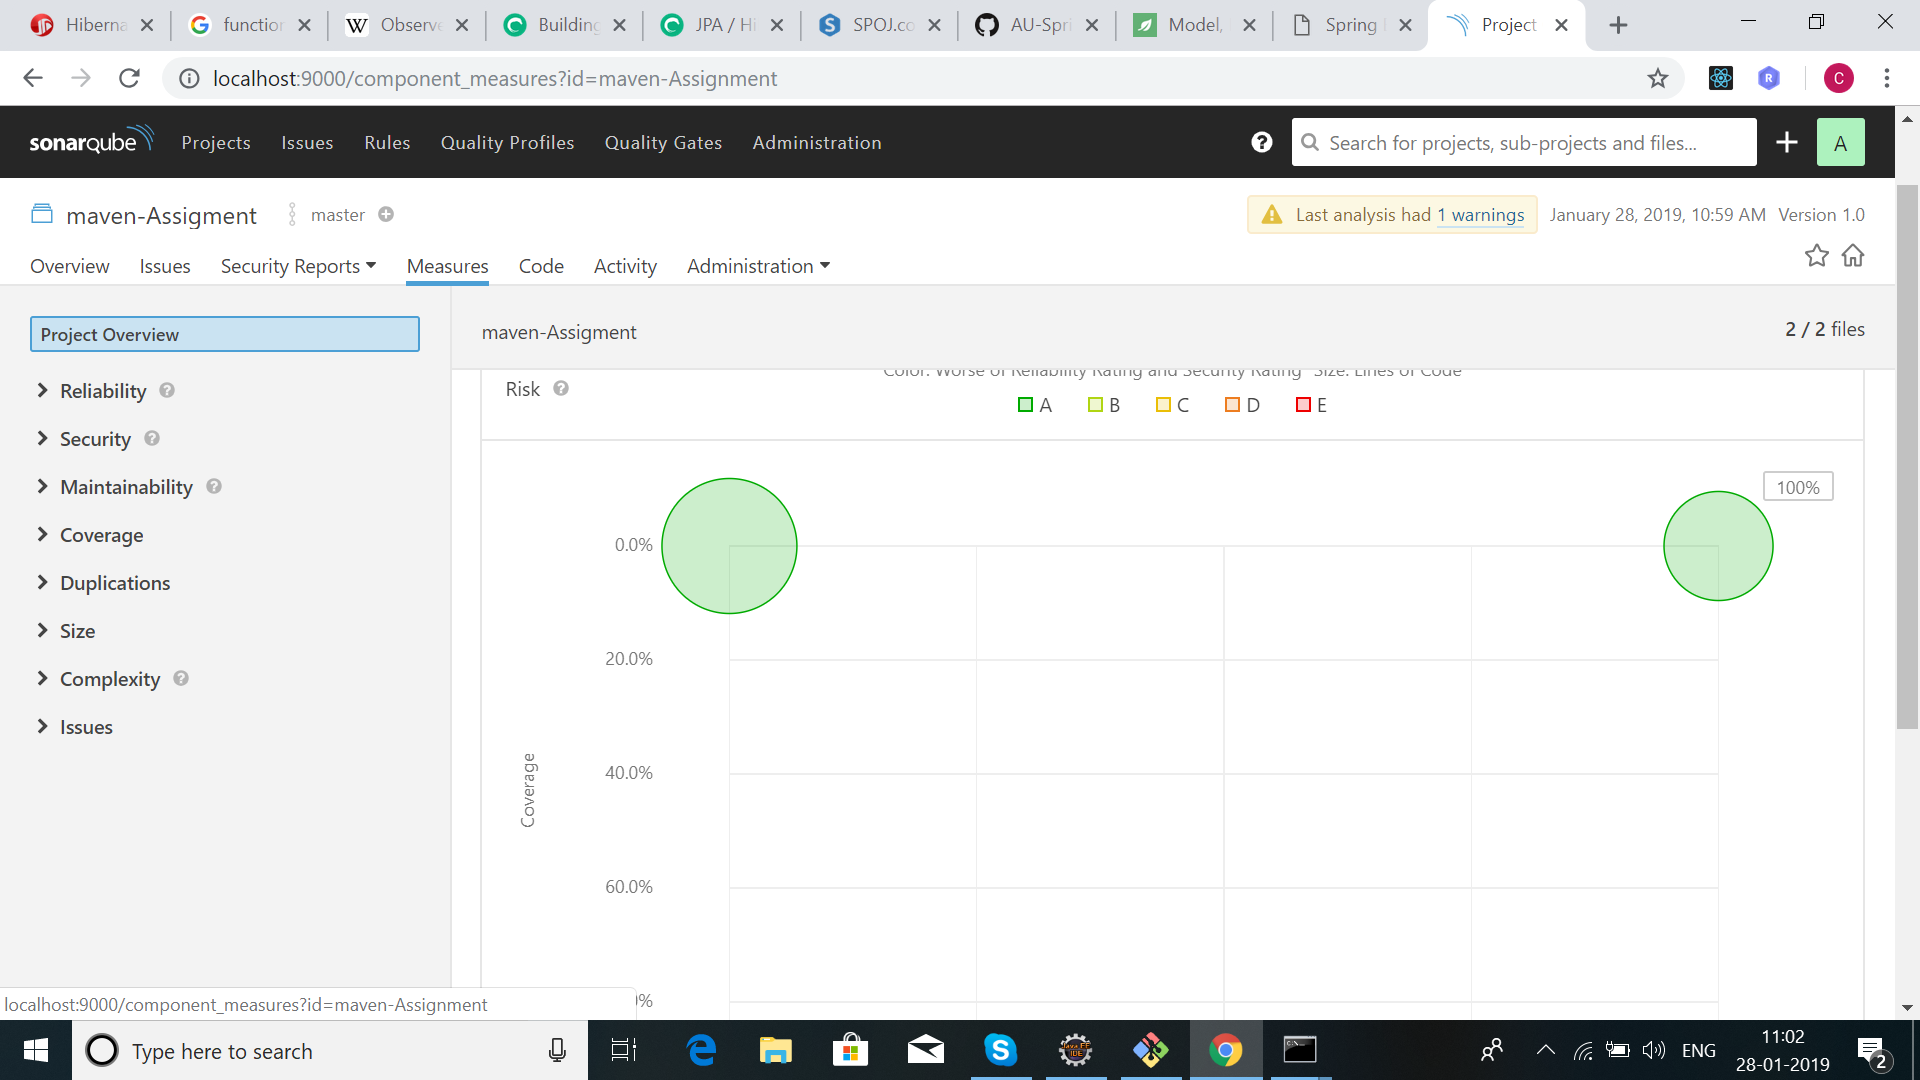 Hiberna
function
Observe
Building
JPA / Hi
SPOJ.co
AU-Spri
Model,
Spring
Project
localhost:9000/component_measures?id=maven-Assignment
R
C
sonarqube
Projects
Issues
Rules
Quality Profiles
Quality Gates
Administration
Search for projects, sub-projects and files...
A
maven-Assigment
master
Last analysis had 1 warnings
January 28, 2019, 10:59 AM
Version 1.0
Overview
Issues
Security Reports
Measures
Code
Activity
Administration
Project Overview
Reliability
Security
Maintainability
Coverage
Duplications
Size
Complexity
Issues
maven-Assigment
2 / 2 files
Risk
Color: Worse of Reliability Rating and Security Rating Size: Lines of Code
A
B
C
D
E
100%
0.0%
20.0%
40.0%
60.0%
Coverage
localhost:9000/component_measures?id=maven-Assignment
Type here to search
ENG
11:02
28-01-2019
2